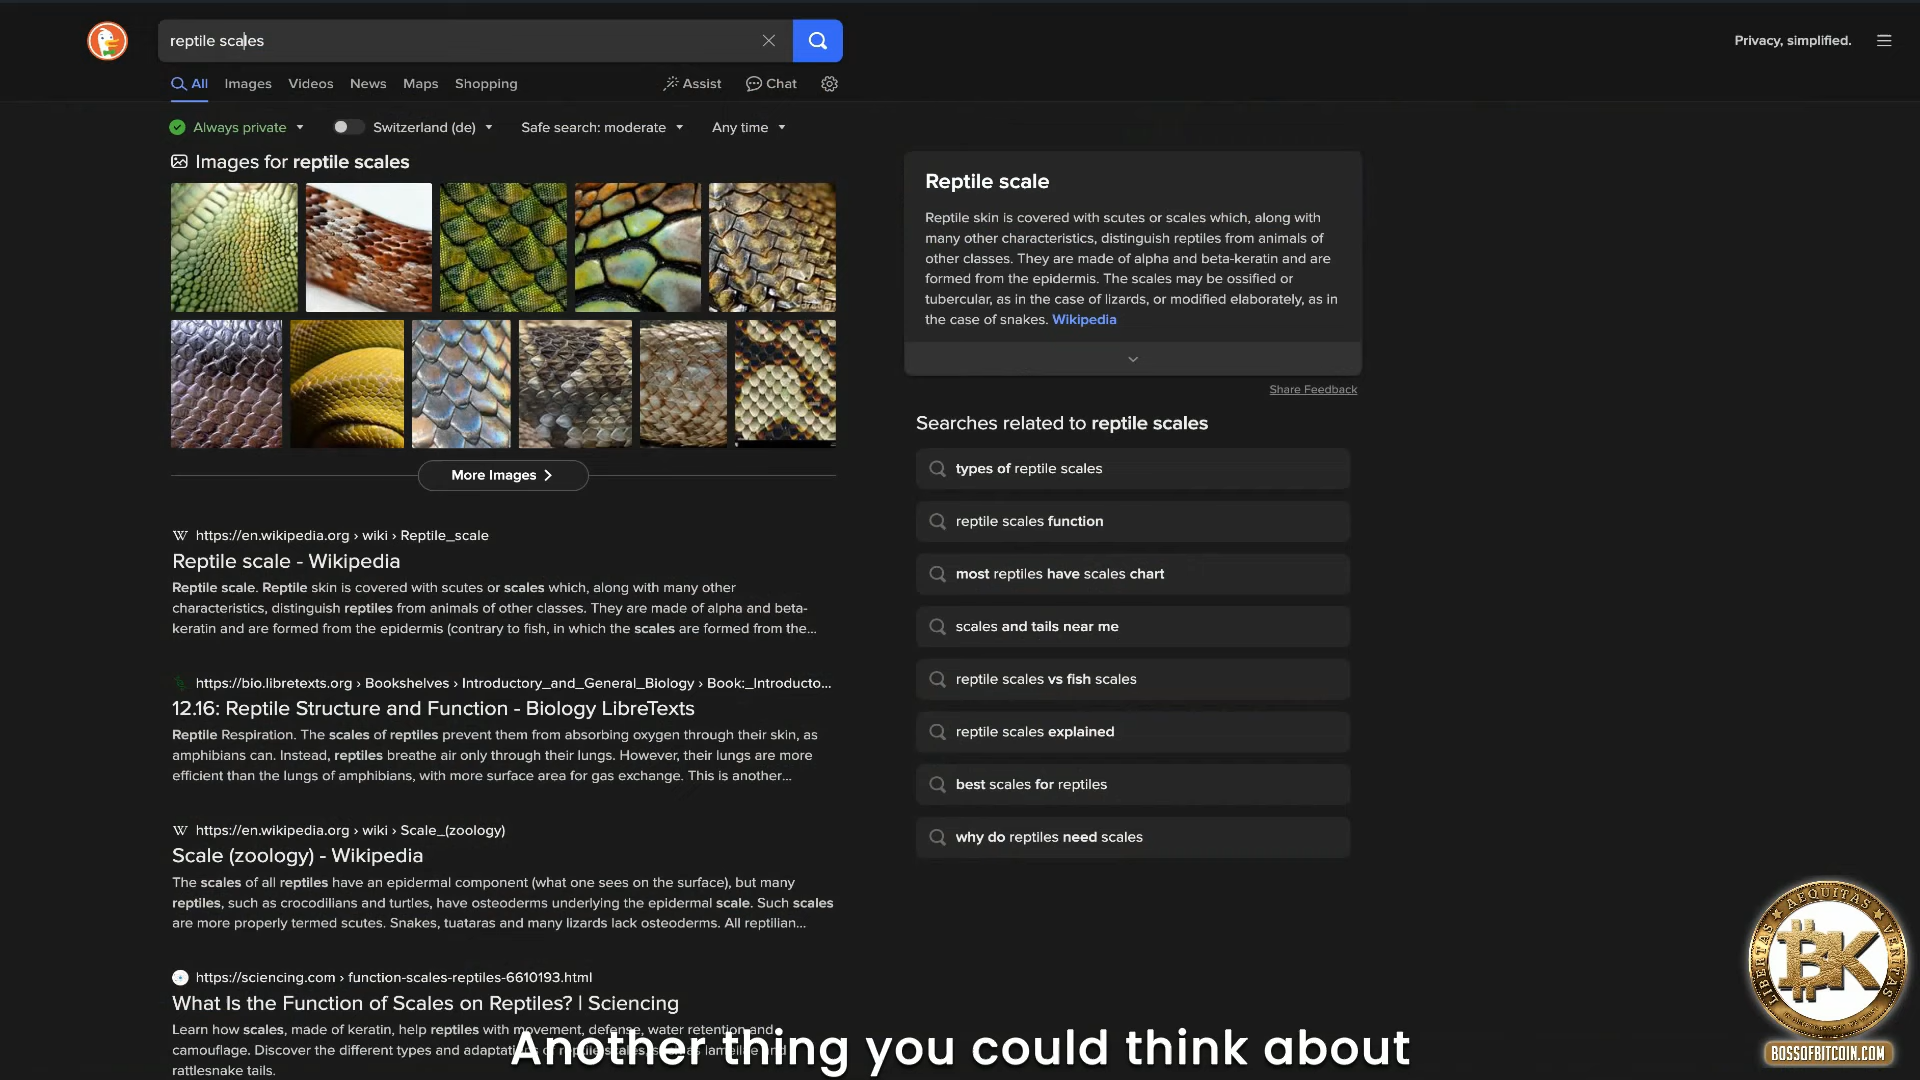 reptile scales
Privacy, simplified.
All Images Videos News Maps Shopping Assist Chat
Always private Switzerland (de) Safe search: moderate Any time
Images for reptile scales
More Images
https://en.wikipedia.org › wiki › Reptile_scale
Reptile scale - Wikipedia
Reptile scale. Reptile skin is covered with scutes or scales which, along with many other
characteristics, distinguish reptiles from animals of other classes. They are made of alpha and beta-
keratin and are formed from the epidermis (contrary to fish, in which the scales are formed from the...
https://bio.libretexts.org › Bookshelves › Introductory_and_General_Biology › Book:_Introducto...
12.16: Reptile Structure and Function - Biology LibreTexts
Reptile Respiration. The scales of reptiles prevent them from absorbing oxygen through their skin, as
amphibians can. Instead, reptiles breathe air only through their lungs. However, their lungs are more
efficient than the lungs of amphibians, with more surface area for gas exchange. This is another...
https://en.wikipedia.org › wiki › Scale_(zoology)
Scale (zoology) - Wikipedia
The scales of all reptiles have an epidermal component (what one sees on the surface), but many
reptiles, such as crocodilians and turtles, have osteoderms underlying the epidermal scale. Such scales
are more properly termed scutes. Snakes, tuataras and many lizards lack osteoderms. All reptilian...
https://sciencing.com › function-scales-reptiles-6610193.html
What Is the Function of Scales on Reptiles? | Sciencing
Learn how scales, made of keratin, help reptiles with movement, defense, water retention and
camouflage. Discover the different types and
rattlesnake tails.
Reptile scale
Reptile skin is covered with scutes or scales which, along with
many other characteristics, distinguish reptiles from animals of
other classes. They are made of alpha and beta-keratin and are
formed from the epidermis. The scales may be ossified or
tubercular, as in the case of lizards, or modified elaborately, as in
the case of snakes. Wikipedia
Share Feedback
Searches related to reptile scales
types of reptile scales
reptile scales function
most reptiles have scales chart
scales and tails near me
reptile scales vs fish scales
reptile scales explained
best scales for reptiles
why do reptiles need scales
Another thing you could think about
AEQUITAS
LIBERTAS
VERITAS
BK
BOSSOFBITCOIN.COM